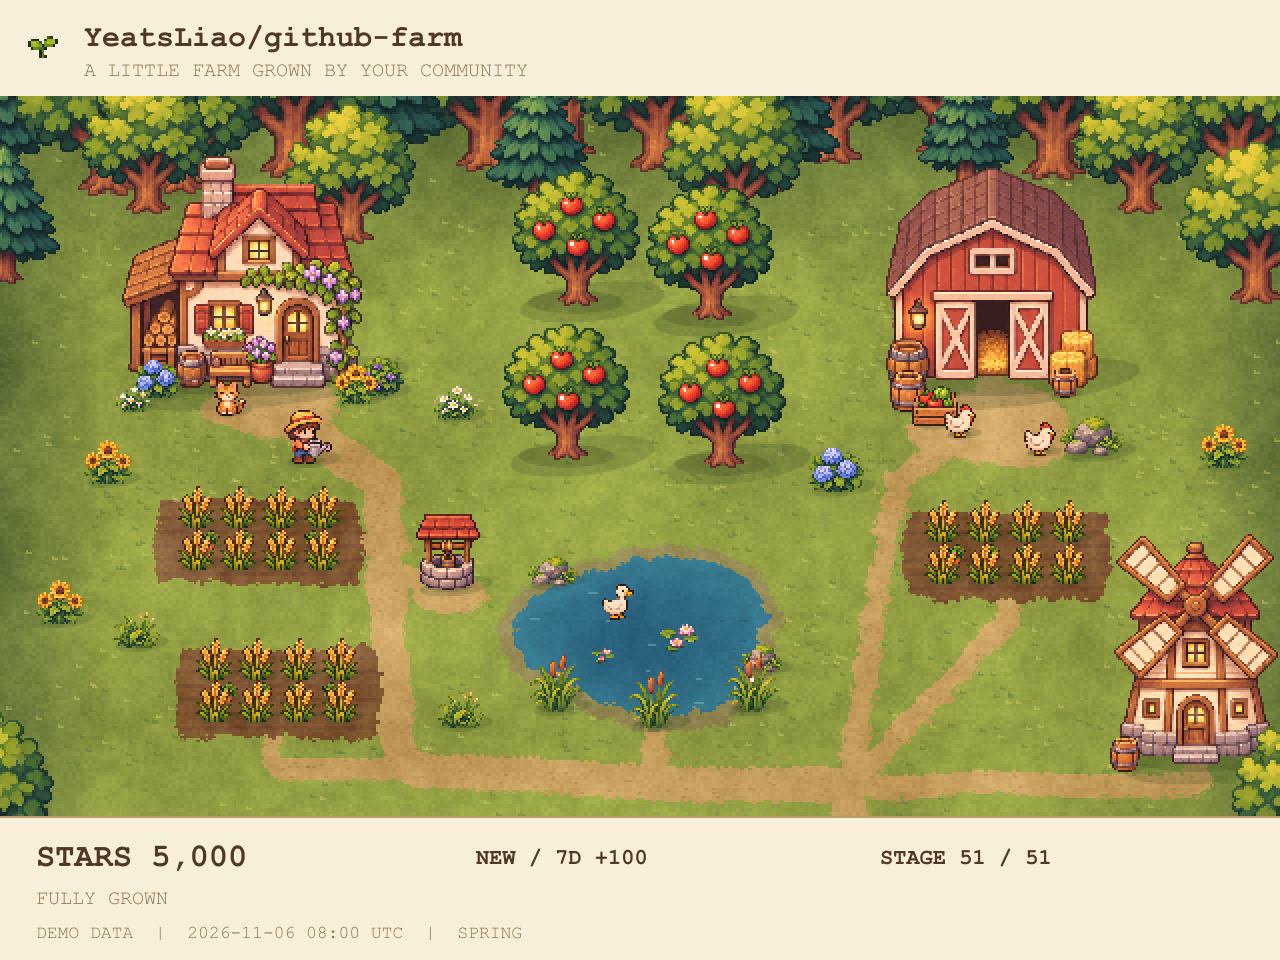 YeatsLiao/github-farm
A LITTLE FARM GROWN BY YOUR COMMUNITY
STARS 5,000
NEW / 7D +100
STAGE 51 / 51
FULLY GROWN
DEMO DATA | 2026-11-06 08:00 UTC | SPRING